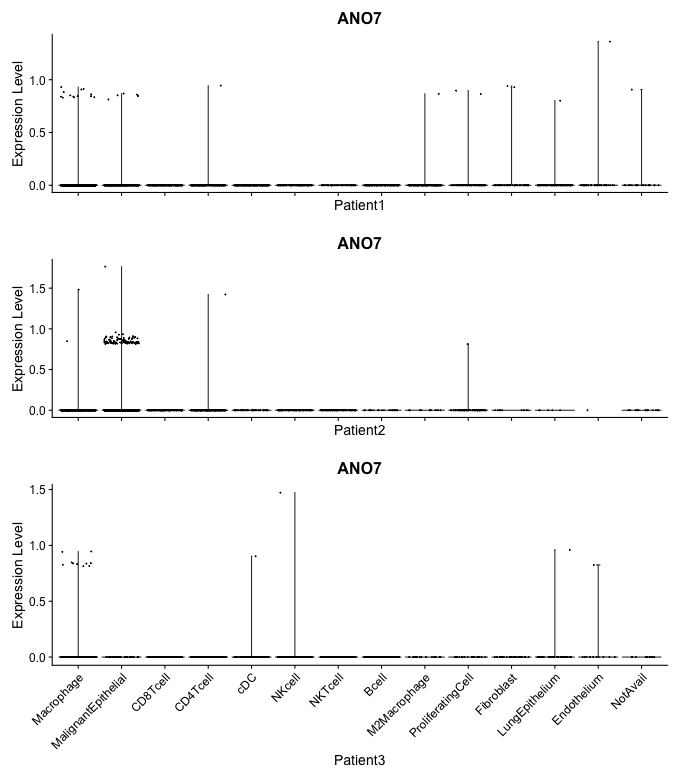 ANO7
Expression Level
1.0
0.5
0.0
Patient1
ANO7
Expression Level
1.5
1.0
0.5
0.0
Patient2
ANO7
Expression Level
1.5
1.0
0.5
0.0
Macrophage
MalignantEpithelial
CD8Tcell
CD4Tcell
cDC
NKcell
NKTcell
Bcell
M2Macrophage
ProliferatingCell
Fibroblast
LungEpithelium
Endothelium
NotAvail
Patient3